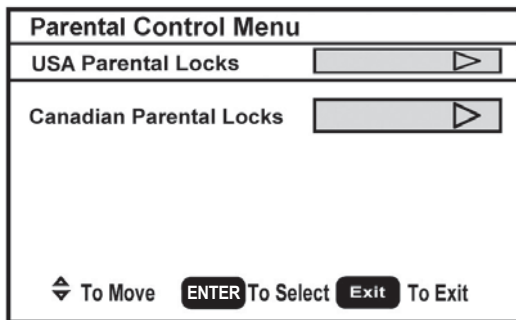 Parental Control Menu
USA Parental Locks
Canadian Parental Locks
To Move ENTER To Select Exit To Exit